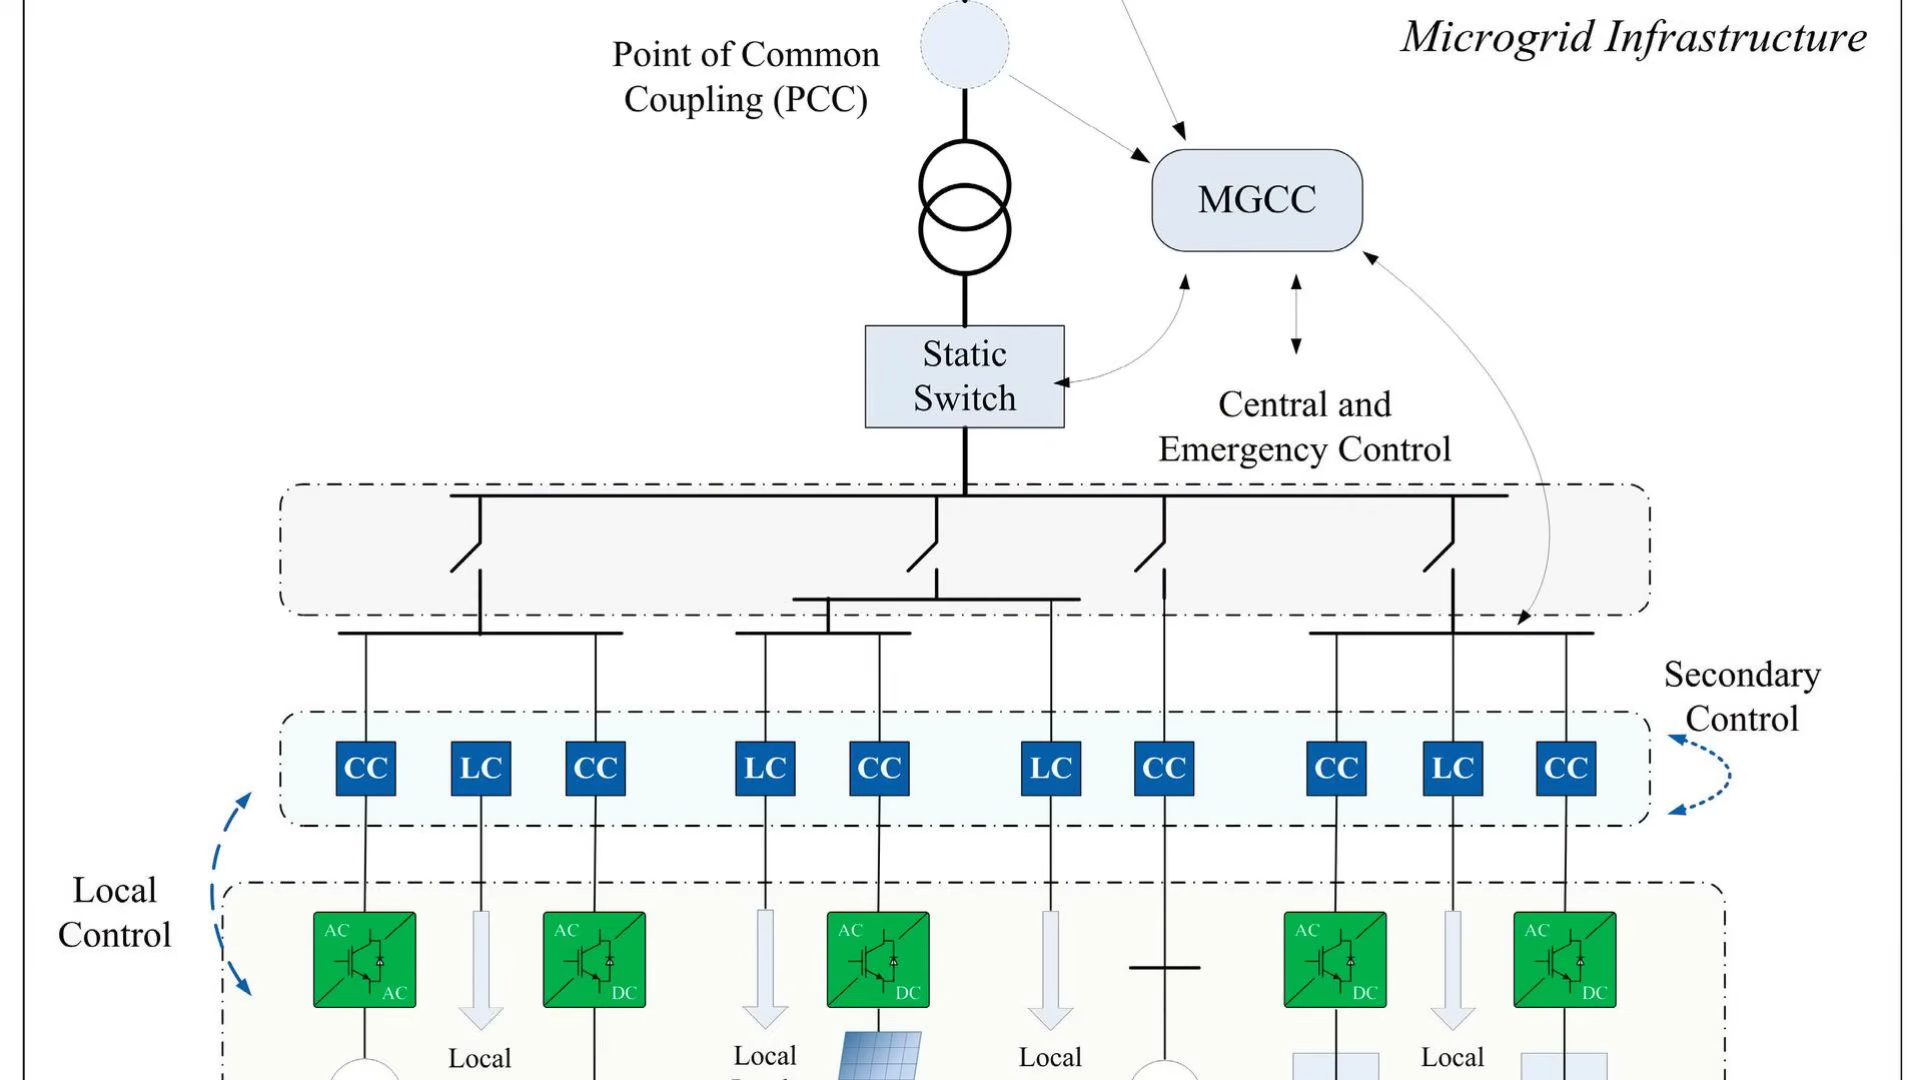 Microgrid Infrastructure
Point of Common
Coupling (PCC)
MGCC
Static
Switch
Central and
Emergency Control
Secondary
Control
CC LC CC LC CC LC CC CC LC CC
Local
Control
AC AC AC AC AC
AC DC DC DC DC
Local Local Local Local